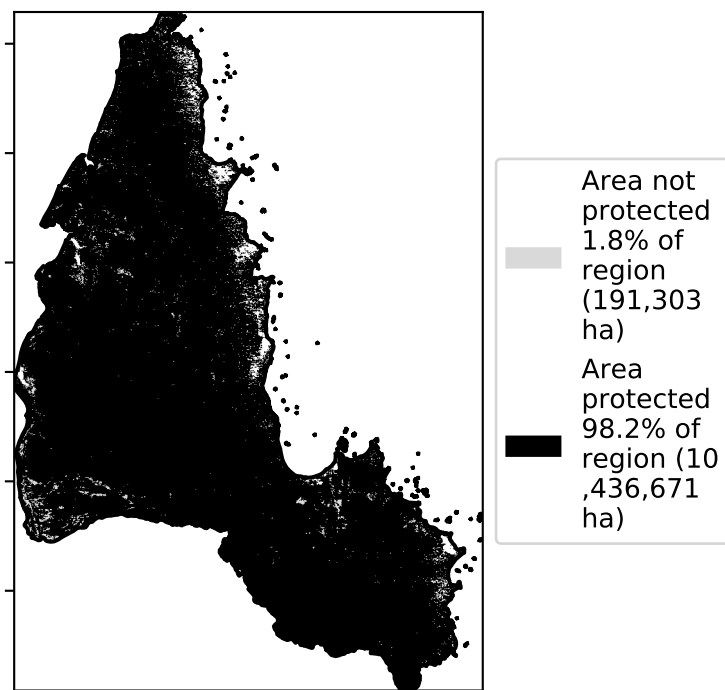 Area not
protected
1.8% of
region
(191,303
ha)
Area
protected
98.2% of
region (10
,436,671
ha)